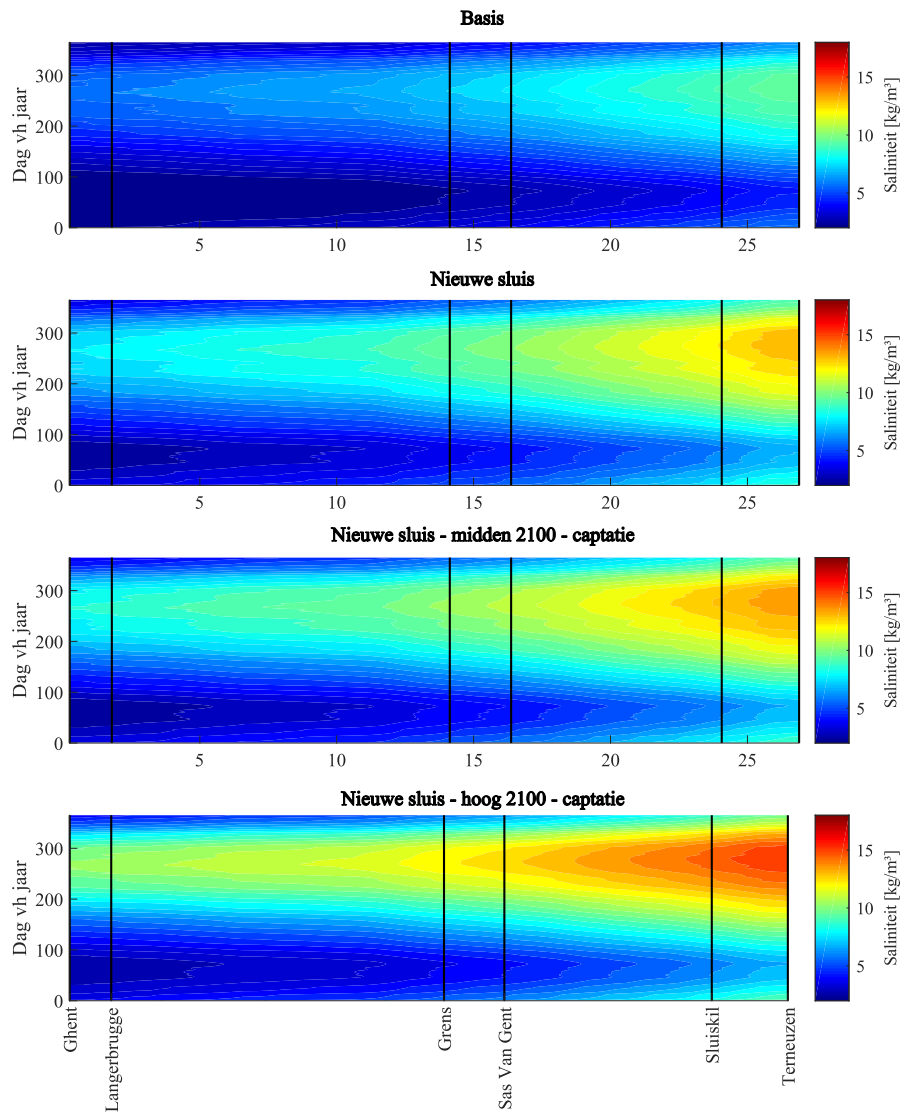 Basis
Dag vh jaar
300
200
100
0
5
10
15
20
25
15
10
5
Saliniteit [kg/m³]
Nieuwe sluis
Dag vh jaar
300
200
100
0
5
10
15
20
25
15
10
5
Saliniteit [kg/m³]
Nieuwe sluis - midden 2100 - captatie
Dag vh jaar
300
200
100
0
5
10
15
20
25
15
10
5
Saliniteit [kg/m³]
Nieuwe sluis - hoog 2100 - captatie
Dag vh jaar
300
200
100
0
Ghent
Langerbrugge
Grens
Sas Van Gent
Sluiskil
Terneuzen
15
10
5
Saliniteit [kg/m³]